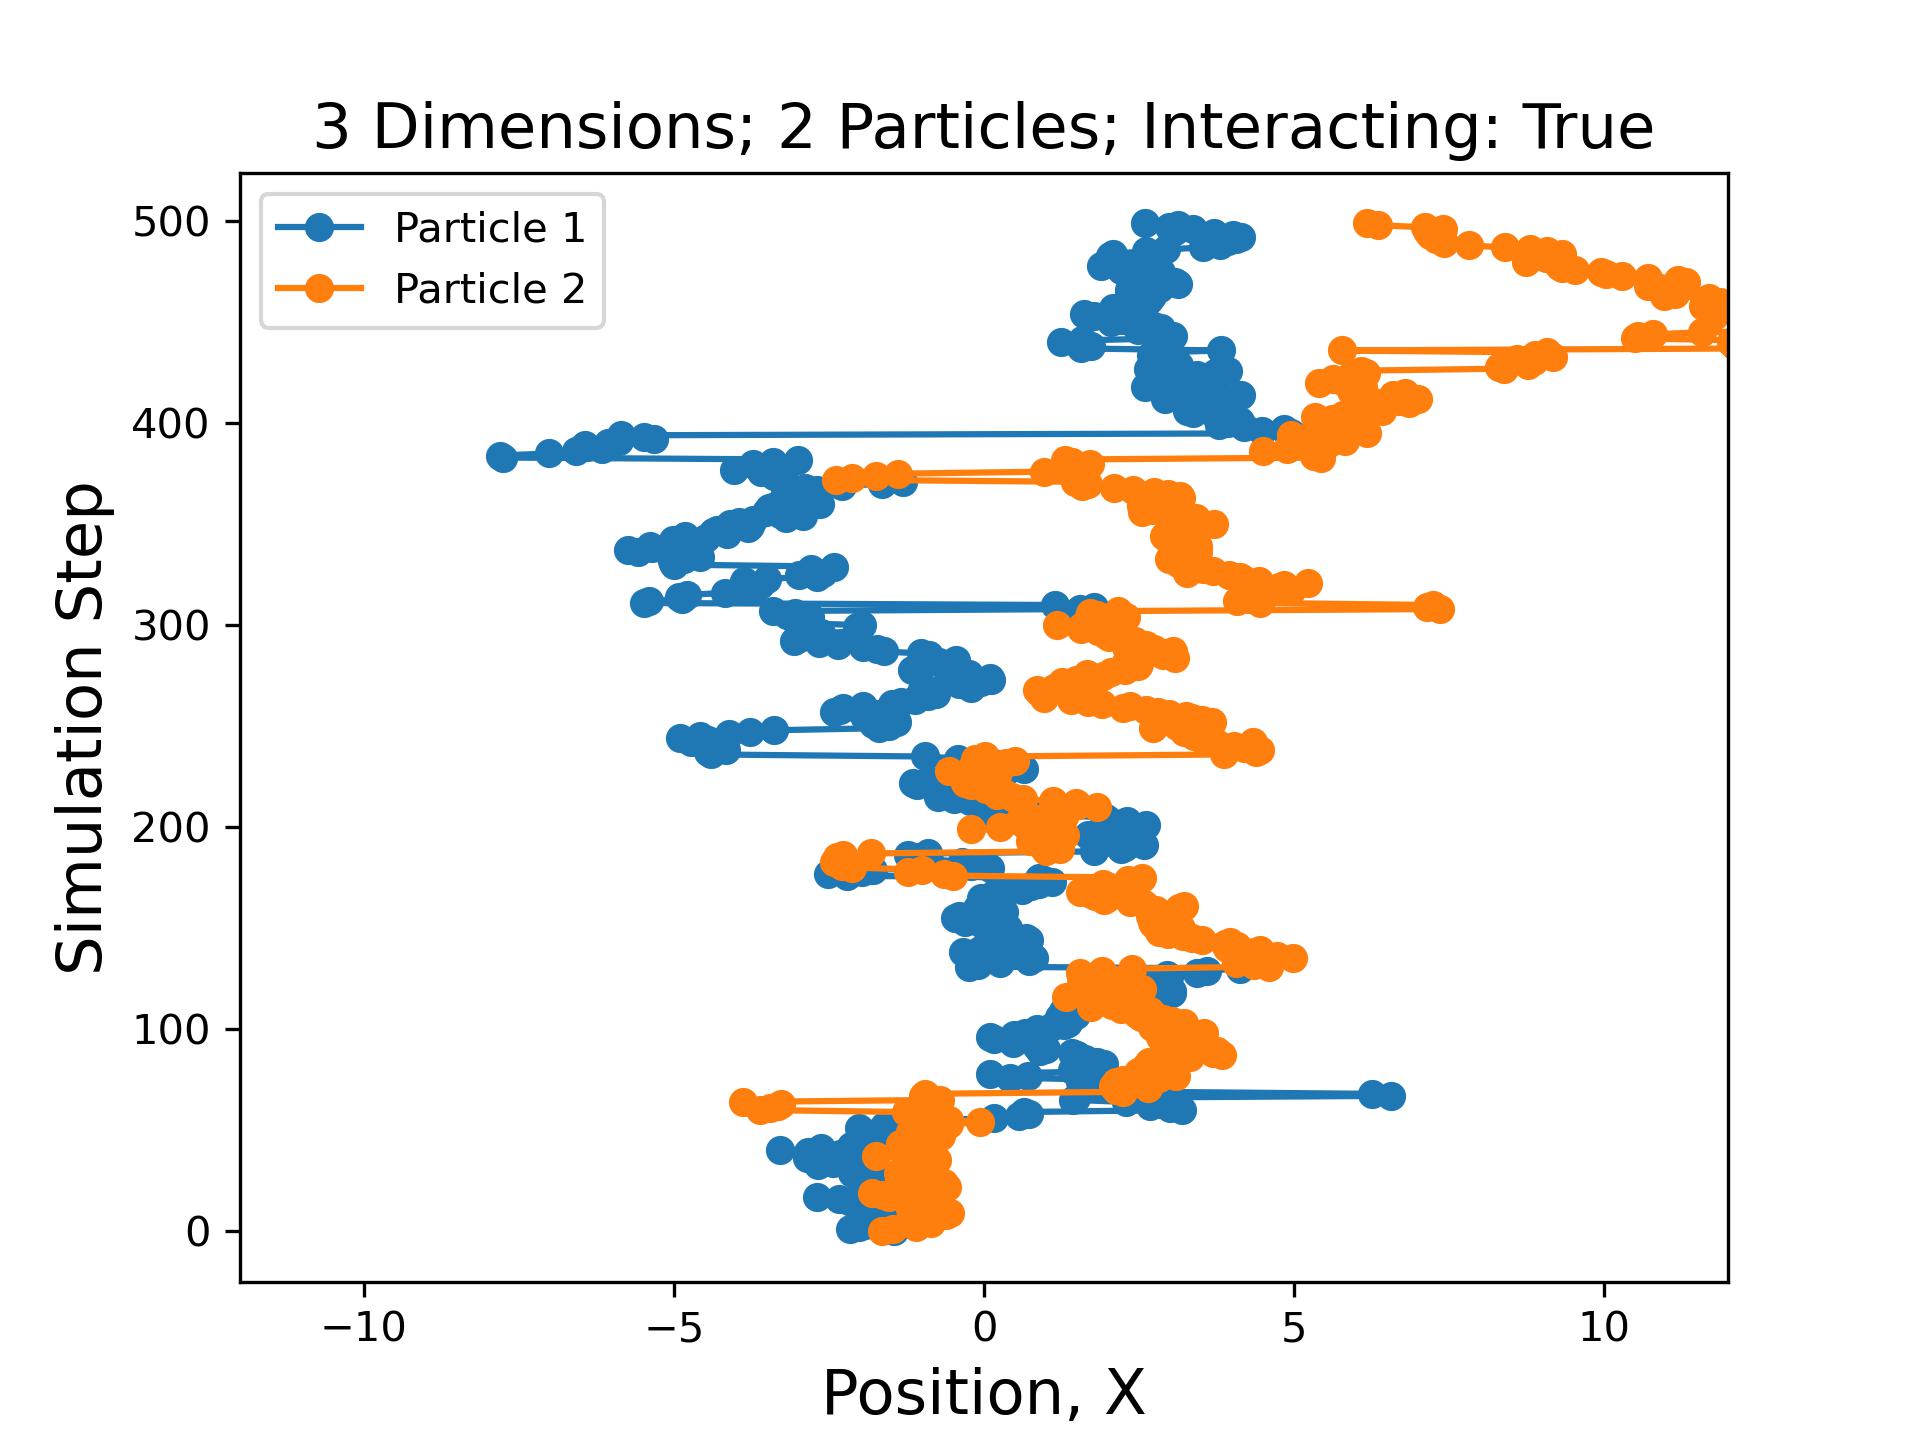 3 Dimensions; 2 Particles; Interacting: True
Particle 1
Particle 2
Simulation Step
500
400
300
200
100
0
−10
−5
0
5
10
Position, X